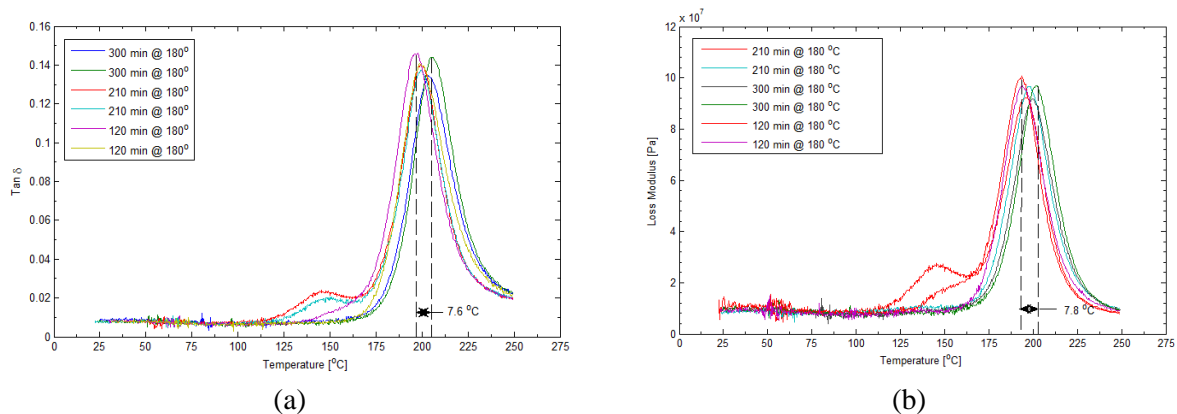 0.16
0.14
0.12
0.1
0.08
0.06
0.04
0.02
0
Tan δ
300 min @ 180°
300 min @ 180°
210 min @ 180°
210 min @ 180°
120 min @ 180°
120 min @ 180°
7.6 °C
0 25 50 75 100 125 150 175 200 225 250 275
Temperature [°C]
(a)
x 10⁷
12
10
8
6
4
2
0
Loss Modulus [Pa]
210 min @ 180 °C
210 min @ 180 °C
300 min @ 180 °C
300 min @ 180 °C
120 min @ 180 °C
120 min @ 180 °C
7.8 °C
0 25 50 75 100 125 150 175 200 225 250 275
Temperature [°C]
(b)